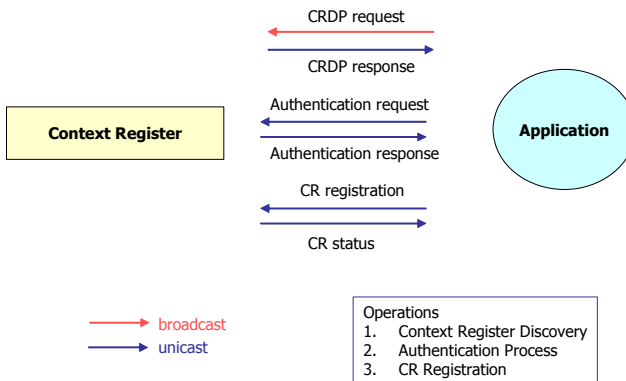 CRDP request
CRDP response
Authentication request
Context Register
Application
Authentication response
CR registration
CR status
broadcast
unicast
Operations
1. Context Register Discovery
2. Authentication Process
3. CR Registration